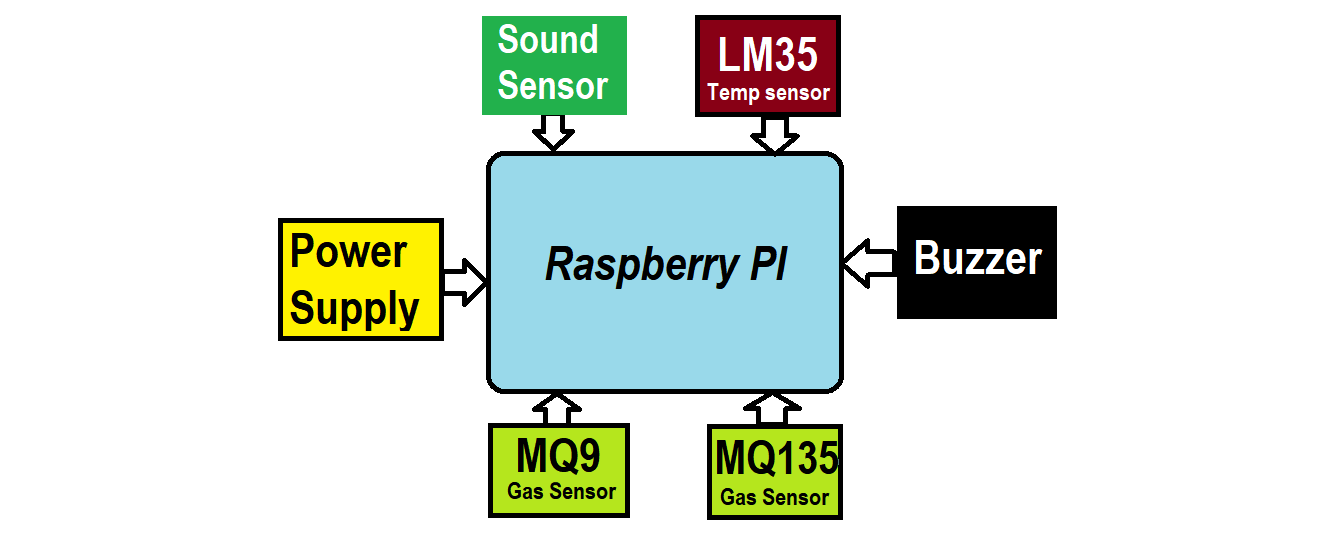 Sound
Sensor
LM35
Temp sensor
Power
Supply
Raspberry PI
Buzzer
MQ9
Gas Sensor
MQ135
Gas Sensor